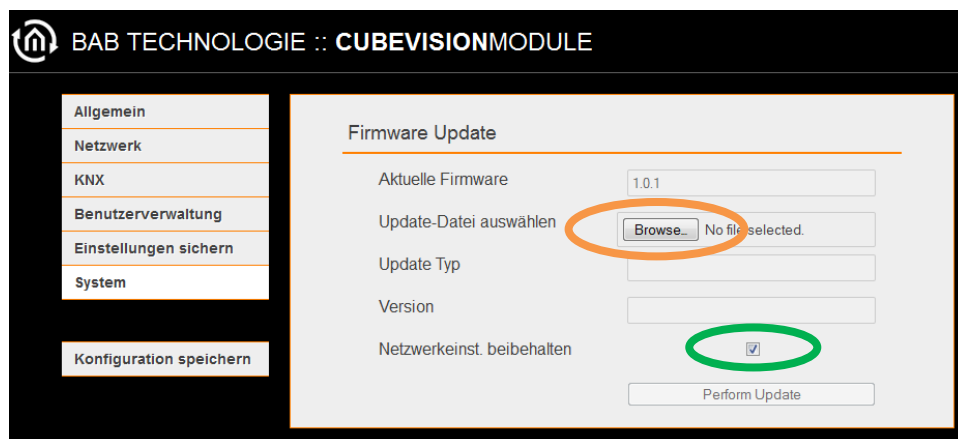 BAB TECHNOLOGIE :: CUBEVISIONMODULE
Allgemein
Netzwerk
KNX
Benutzerverwaltung
Einstellungen sichern
System
Konfiguration speichern
Firmware Update
Aktuelle Firmware 1.0.1
Update-Datei auswählen Browse... No file selected.
Update Typ
Version
Netzwerkeinst. beibehalten
Perform Update